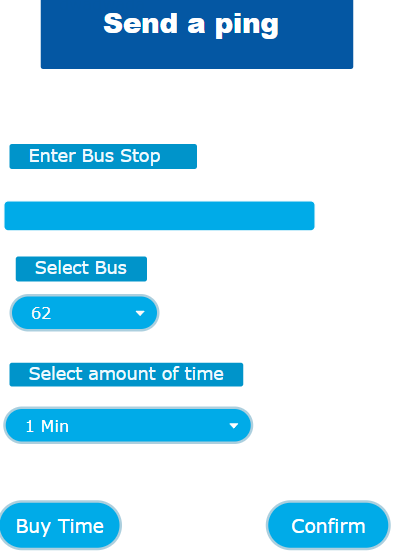 Send a ping
Enter Bus Stop
Select Bus
62
Select amount of time
1 Min
Buy Time
Confirm